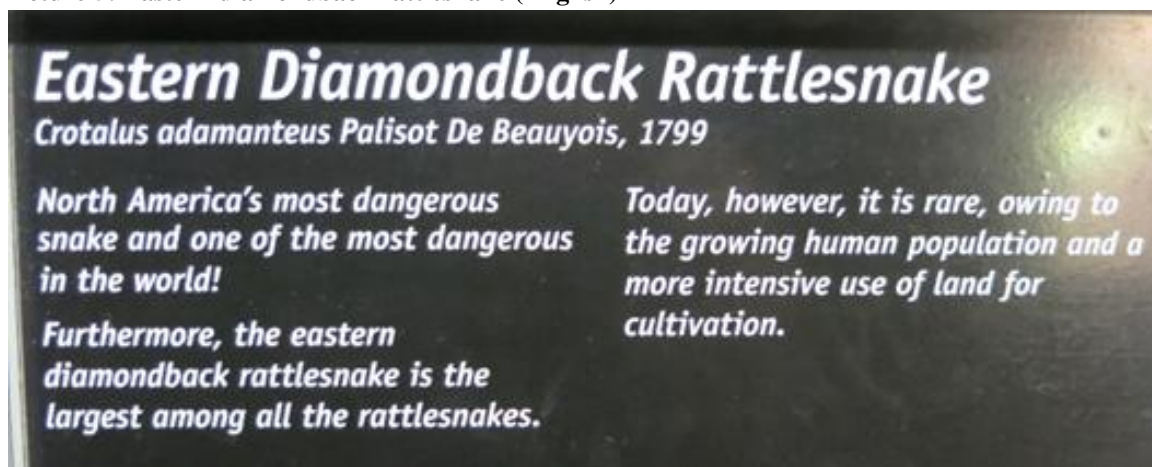 Eastern Diamondback Rattlesnake
Crotalus adamanteus Palisot De Beauyois, 1799
North America's most dangerous
snake and one of the most dangerous
in the world!
Furthermore, the eastern
diamondback rattlesnake is the
largest among all the rattlesnakes.
Today, however, it is rare, owing to
the growing human population and a
more intensive use of land for
cultivation.